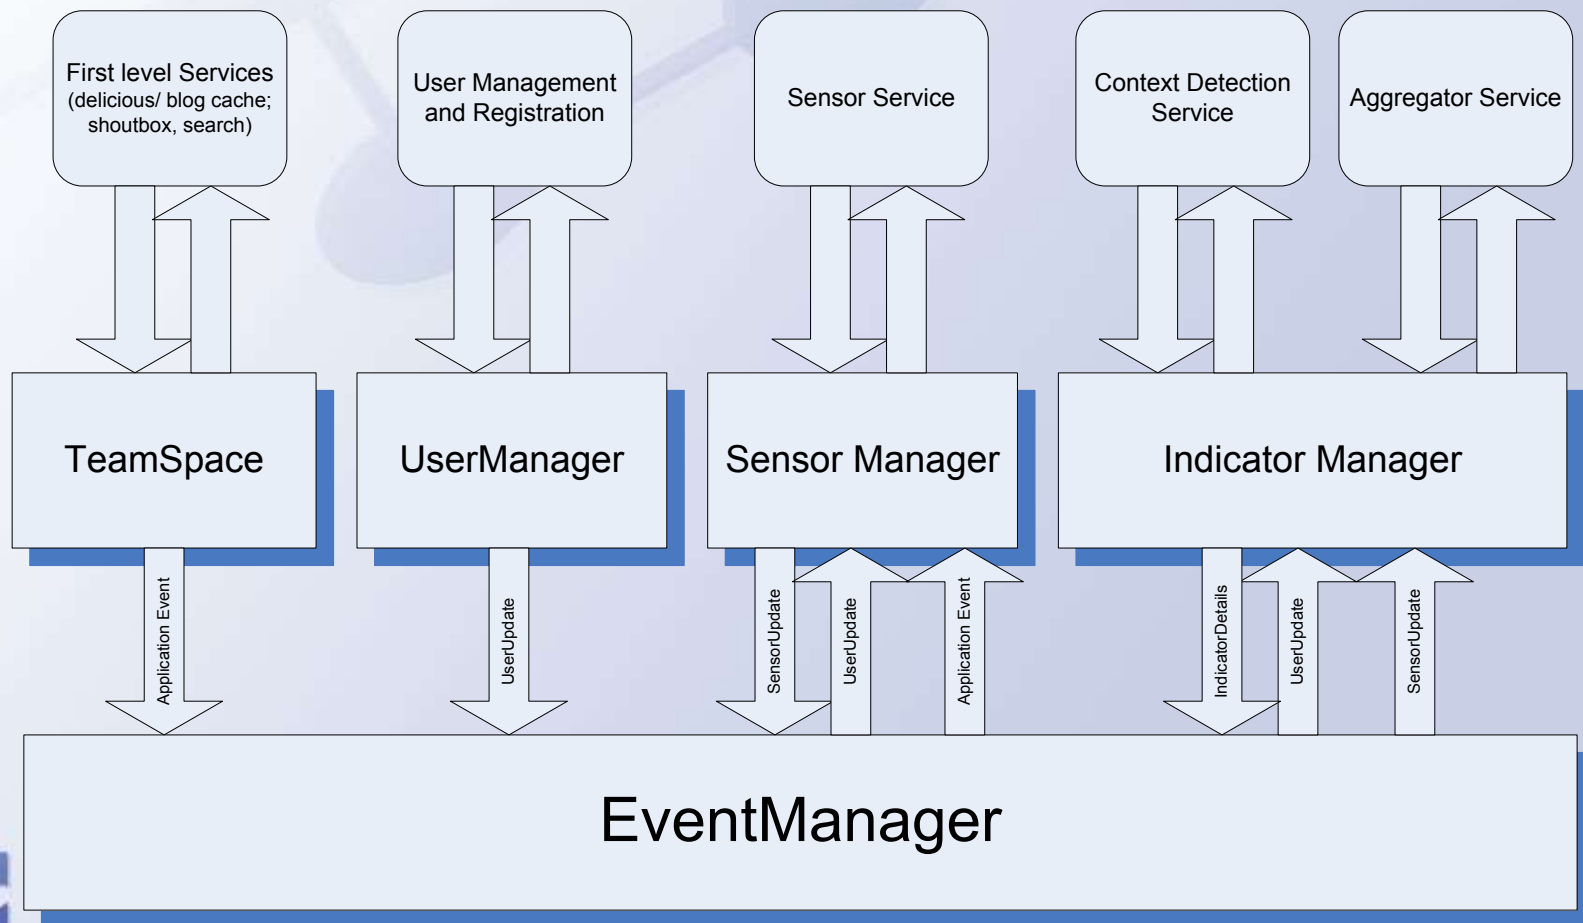 First level Services
(delicious/ blog cache;
shoutbox, search)
User Management
and Registration
Sensor Service
Context Detection
Service
Aggregator Service
TeamSpace
UserManager
Sensor Manager
Indicator Manager
Application Event
UserUpdate
SensorUpdate
UserUpdate
Application Event
IndicatorDetails
UserUpdate
SensorUpdate
EventManager